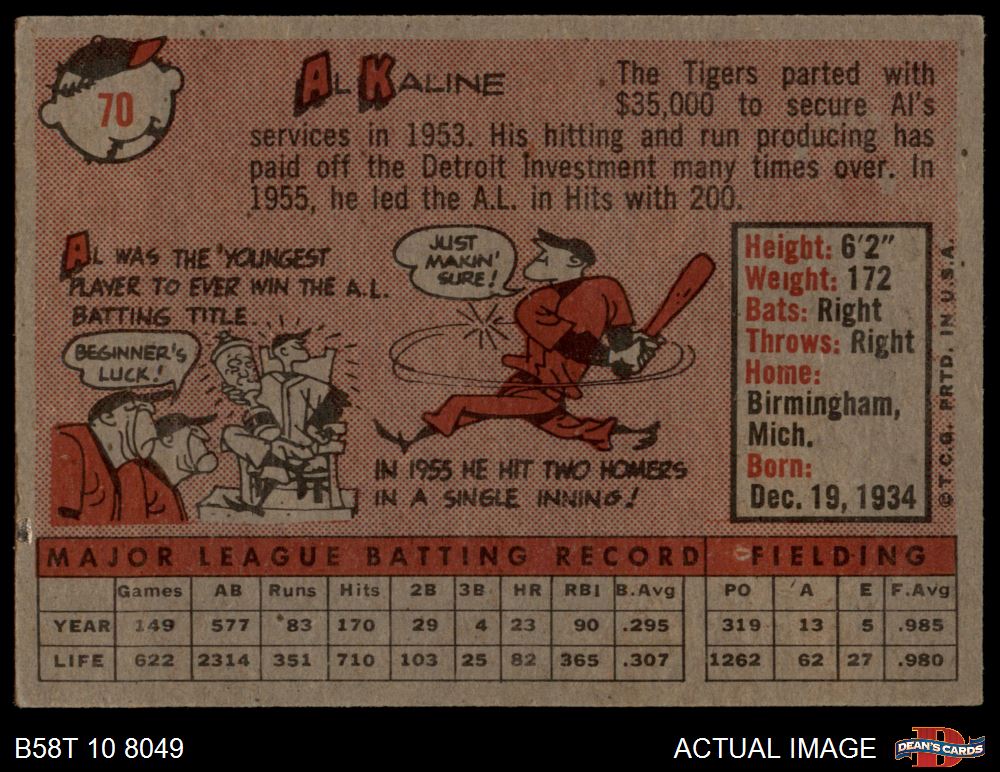 70
AL KALINE
The Tigers parted with
$35,000 to secure Al's
services in 1953. His hitting and run producing has
paid off the Detroit investment many times over. In
1955, he led the A.L. in Hits with 200.
AL WAS THE YOUNGEST
PLAYER TO EVER WIN THE A.L.
BATTING TITLE.
BEGINNER'S
LUCK!
JUST
MAKIN'
SURE!
IN 1955 HE HIT TWO HOMERS
IN A SINGLE INNING!
Height: 6'2"
Weight: 172
Bats: Right
Throws: Right
Home:
Birmingham,
Mich.
Born:
Dec. 19, 1934
© T.C.G. PRTD. IN U.S.A.
MAJOR LEAGUE BATTING RECORD FIELDING
Games AB Runs Hits 2B 3B HR RBI B.Avg PO A E F.Avg
YEAR 149 577 83 170 29 4 23 90 .295 319 13 5 .985
LIFE 622 2314 351 710 103 25 82 365 .307 1262 62 27 .980
B58T 10 8049
ACTUAL IMAGE
D
DEAN'S CARDS